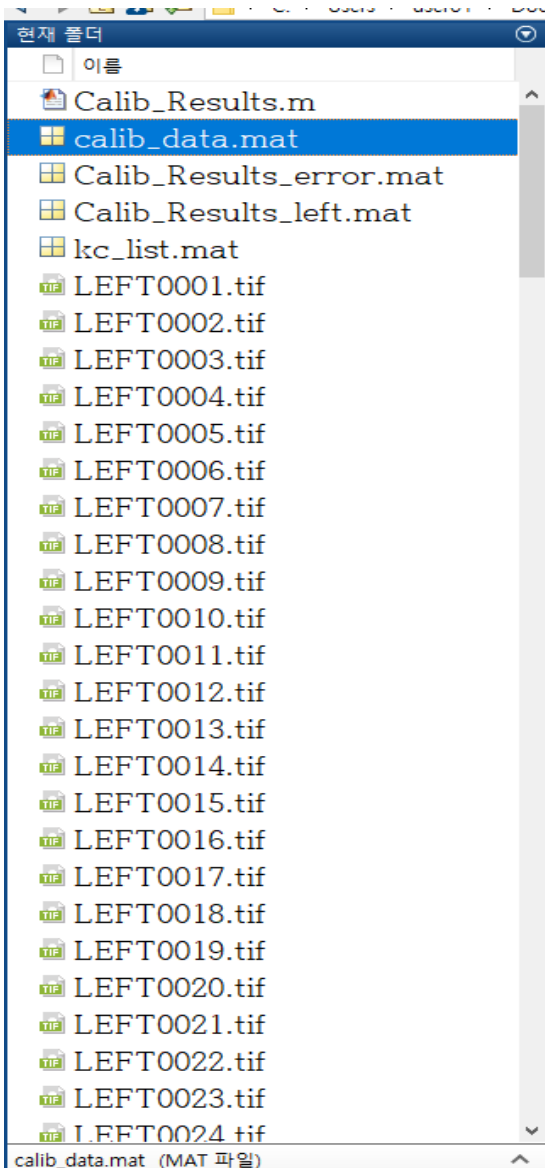 현재 폴더
이름
Calib_Results.m
calib_data.mat
Calib_Results_error.mat
Calib_Results_left.mat
kc_list.mat
LEFT0001.tif
LEFT0002.tif
LEFT0003.tif
LEFT0004.tif
LEFT0005.tif
LEFT0006.tif
LEFT0007.tif
LEFT0008.tif
LEFT0009.tif
LEFT0010.tif
LEFT0011.tif
LEFT0012.tif
LEFT0013.tif
LEFT0014.tif
LEFT0015.tif
LEFT0016.tif
LEFT0017.tif
LEFT0018.tif
LEFT0019.tif
LEFT0020.tif
LEFT0021.tif
LEFT0022.tif
LEFT0023.tif
LEFT0024.tif
calib_data.mat (MAT 파일)